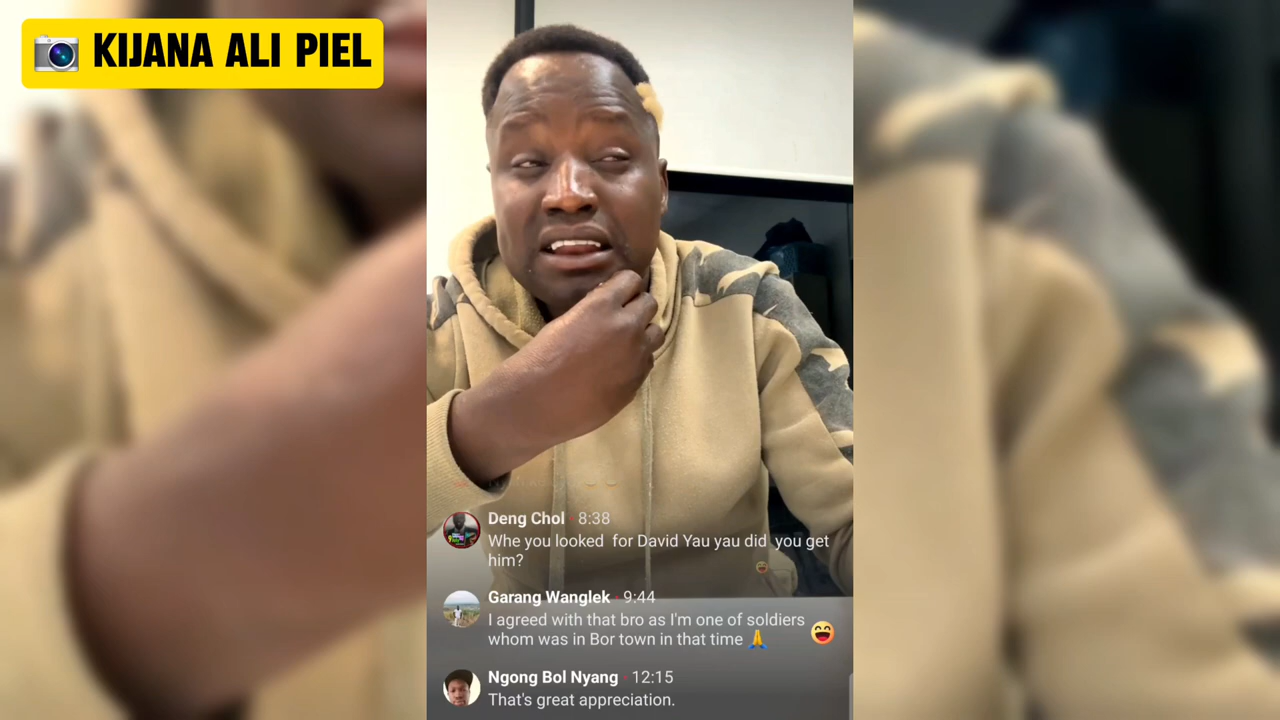 KIJANA ALI PIEL
Deng Chol · 8:38
Whe you looked for David Yau yau did you get
him?
Garang Wanglek · 9:44
I agreed with that bro as I'm one of soldiers
whom was in Bor town in that time 🙏
Ngong Bol Nyang · 12:15
That's great appreciation.